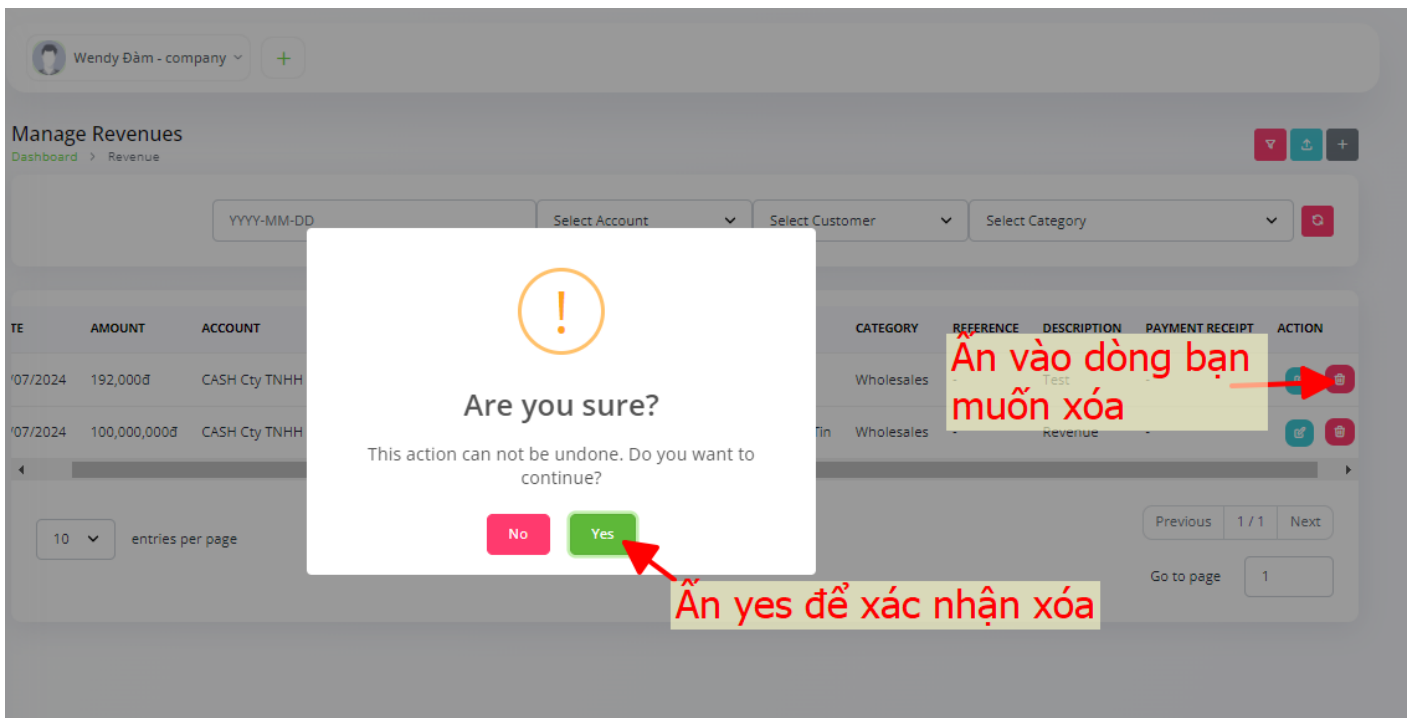 Wendy Đàm - company
+
Manage Revenues
Dashboard > Revenue
+
YYYY-MM-DD Select Account Select Customer Select Category
!
TE AMOUNT ACCOUNT CATEGORY REFERENCE DESCRIPTION PAYMENT RECEIPT ACTION
/07/2024 192,000đ CASH Cty TNHH Wholesales - Test -
Ấn vào dòng bạn
muốn xóa
/07/2024 100,000,000đ CASH Cty TNHH Tin Wholesales - Revenue -
Are you sure?
This action can not be undone. Do you want to
continue?
No Yes
Ấn yes để xác nhận xóa
10 entries per page
Previous 1 / 1 Next
Go to page 1